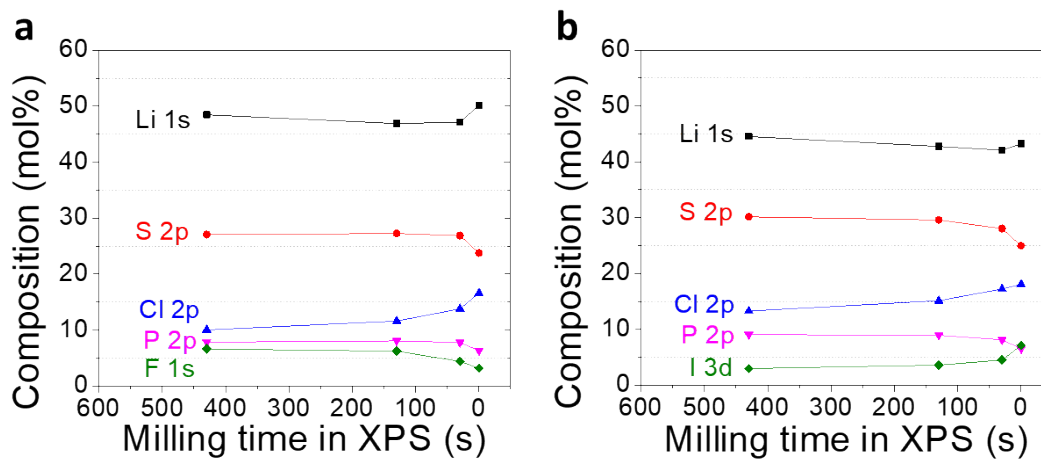 a
Composition (mol%)
60
50
40
30
20
10
0
Li 1s
S 2p
Cl 2p
P 2p
F 1s
600 500 400 300 200 100 0
Milling time in XPS (s)
b
Composition (mol%)
60
50
40
30
20
10
0
Li 1s
S 2p
Cl 2p
P 2p
I 3d
600 500 400 300 200 100 0
Milling time in XPS (s)